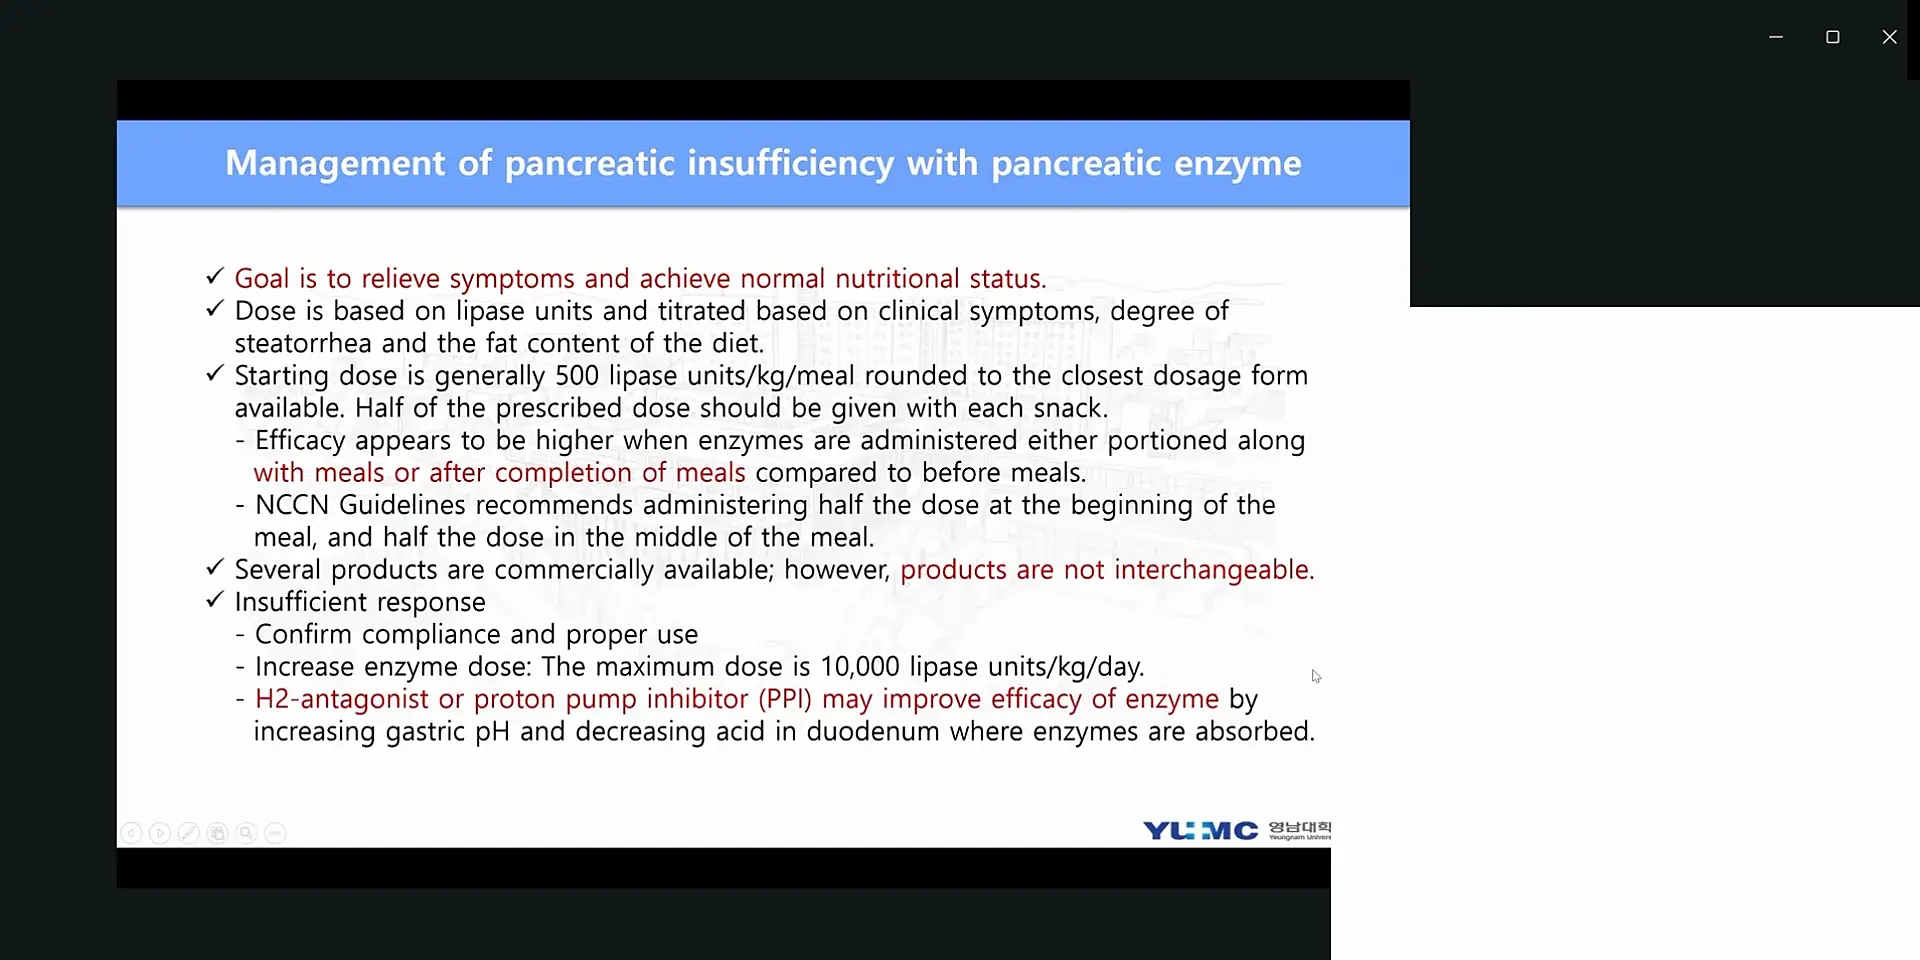 Management of pancreatic insufficiency with pancreatic enzyme
✓ Goal is to relieve symptoms and achieve normal nutritional status.
✓ Dose is based on lipase units and titrated based on clinical symptoms, degree of
steatorrhea and the fat content of the diet.
✓ Starting dose is generally 500 lipase units/kg/meal rounded to the closest dosage form
available. Half of the prescribed dose should be given with each snack.
- Efficacy appears to be higher when enzymes are administered either portioned along
with meals or after completion of meals compared to before meals.
- NCCN Guidelines recommends administering half the dose at the beginning of the
meal, and half the dose in the middle of the meal.
✓ Several products are commercially available; however, products are not interchangeable.
✓ Insufficient response
- Confirm compliance and proper use
- Increase enzyme dose: The maximum dose is 10,000 lipase units/kg/day.
- H2-antagonist or proton pump inhibitor (PPI) may improve efficacy of enzyme by
increasing gastric pH and decreasing acid in duodenum where enzymes are absorbed.
YUMC 영남대학
Yeungnam